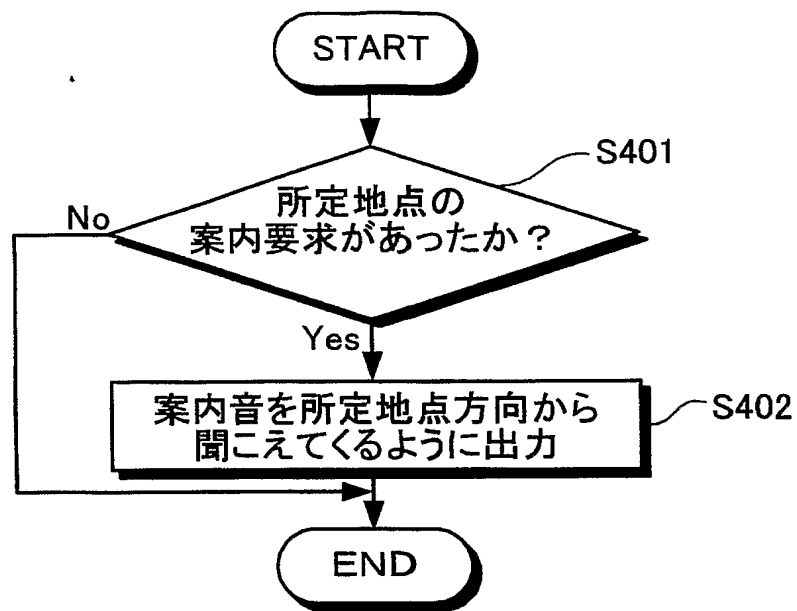 START
S401
所定地点の
案内要求があったか？
No
Yes
案内音を所定地点方向から
聞こえてくるように出力
S402
END